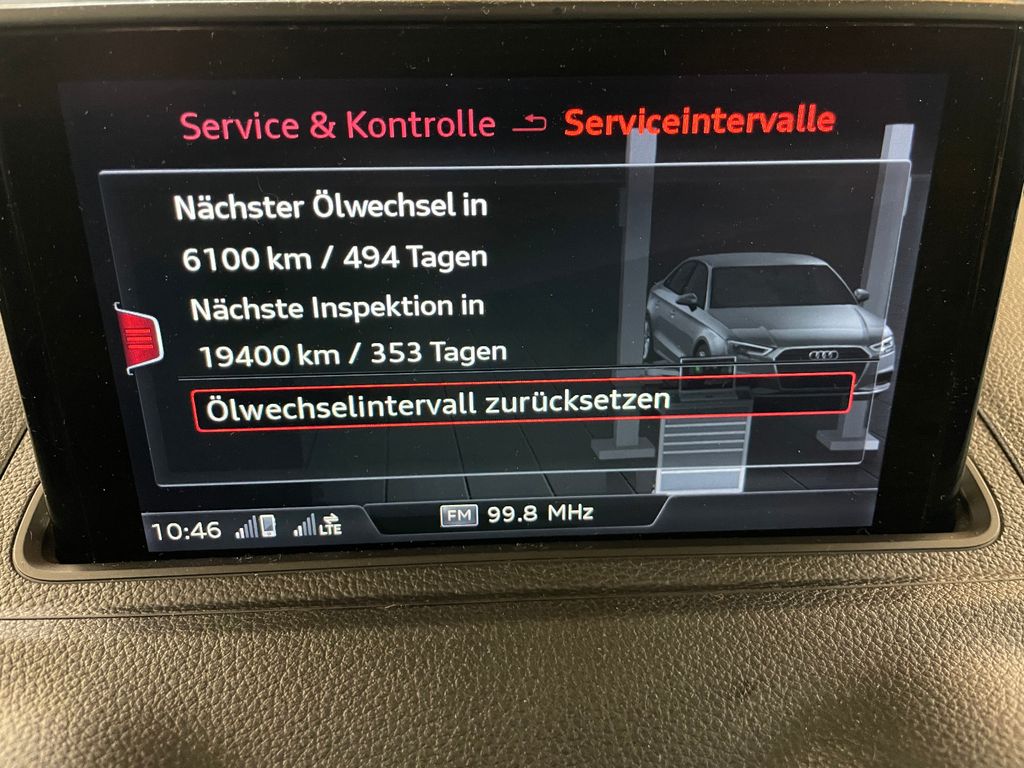 Service & Kontrolle Serviceintervalle
Nächster Ölwechsel in
6100 km / 494 Tagen
Nächste Inspektion in
19400 km / 353 Tagen
Ölwechselintervall zurücksetzen
10:46 LTE FM 99.8 MHz